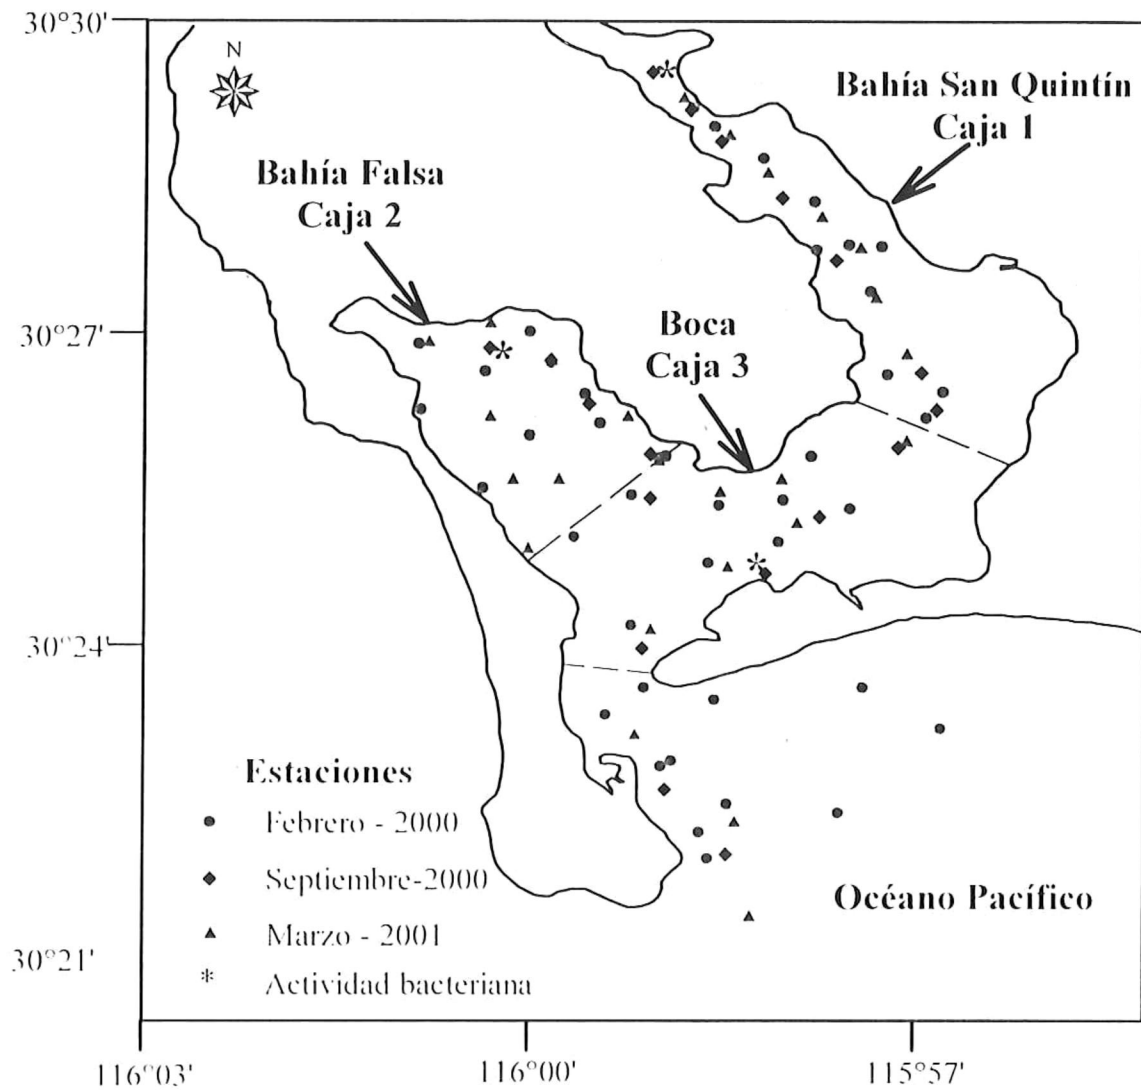 30°30'
N
Bahía San Quintín
Caja 1
Bahía Falsa
Caja 2
30°27'
Boca
Caja 3
30°24'
Estaciones
Febrero - 2000
Septiembre-2000
Océano Pacífico
Marzo - 2001
30°21'
* Actividad bacteriana
116°03'
116°00'
115°57'